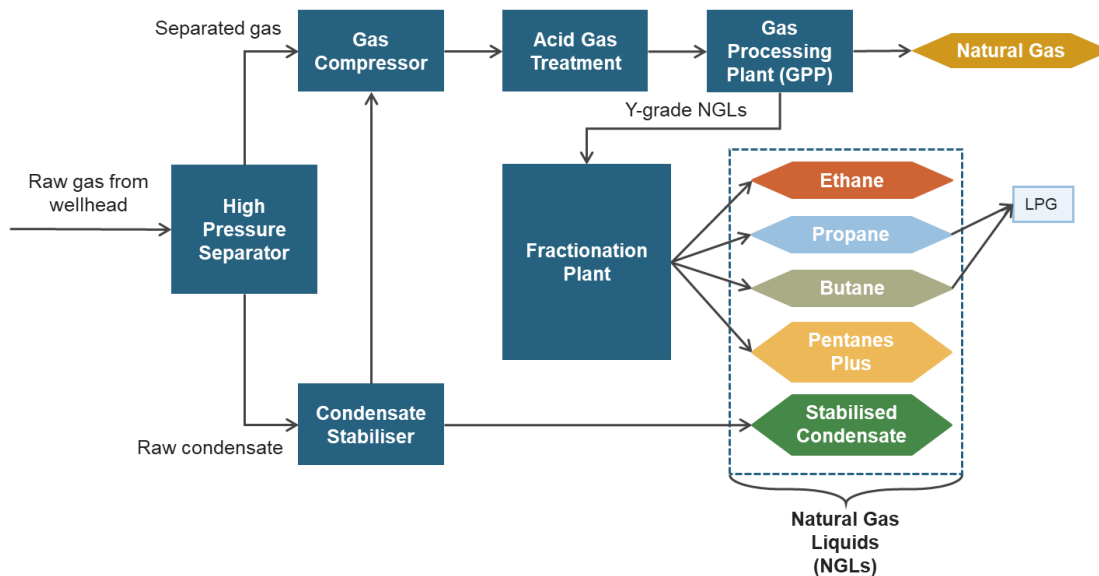 Separated gas
Gas
Compressor
Acid Gas
Treatment
Gas
Processing
Plant (GPP)
Natural Gas
Y-grade NGLs
Raw gas from
wellhead
High
Pressure
Separator
Fractionation
Plant
Ethane
Propane
Butane
Pentanes
Plus
LPG
Raw condensate
Condensate
Stabiliser
Stabilised
Condensate
Natural Gas
Liquids
(NGLs)